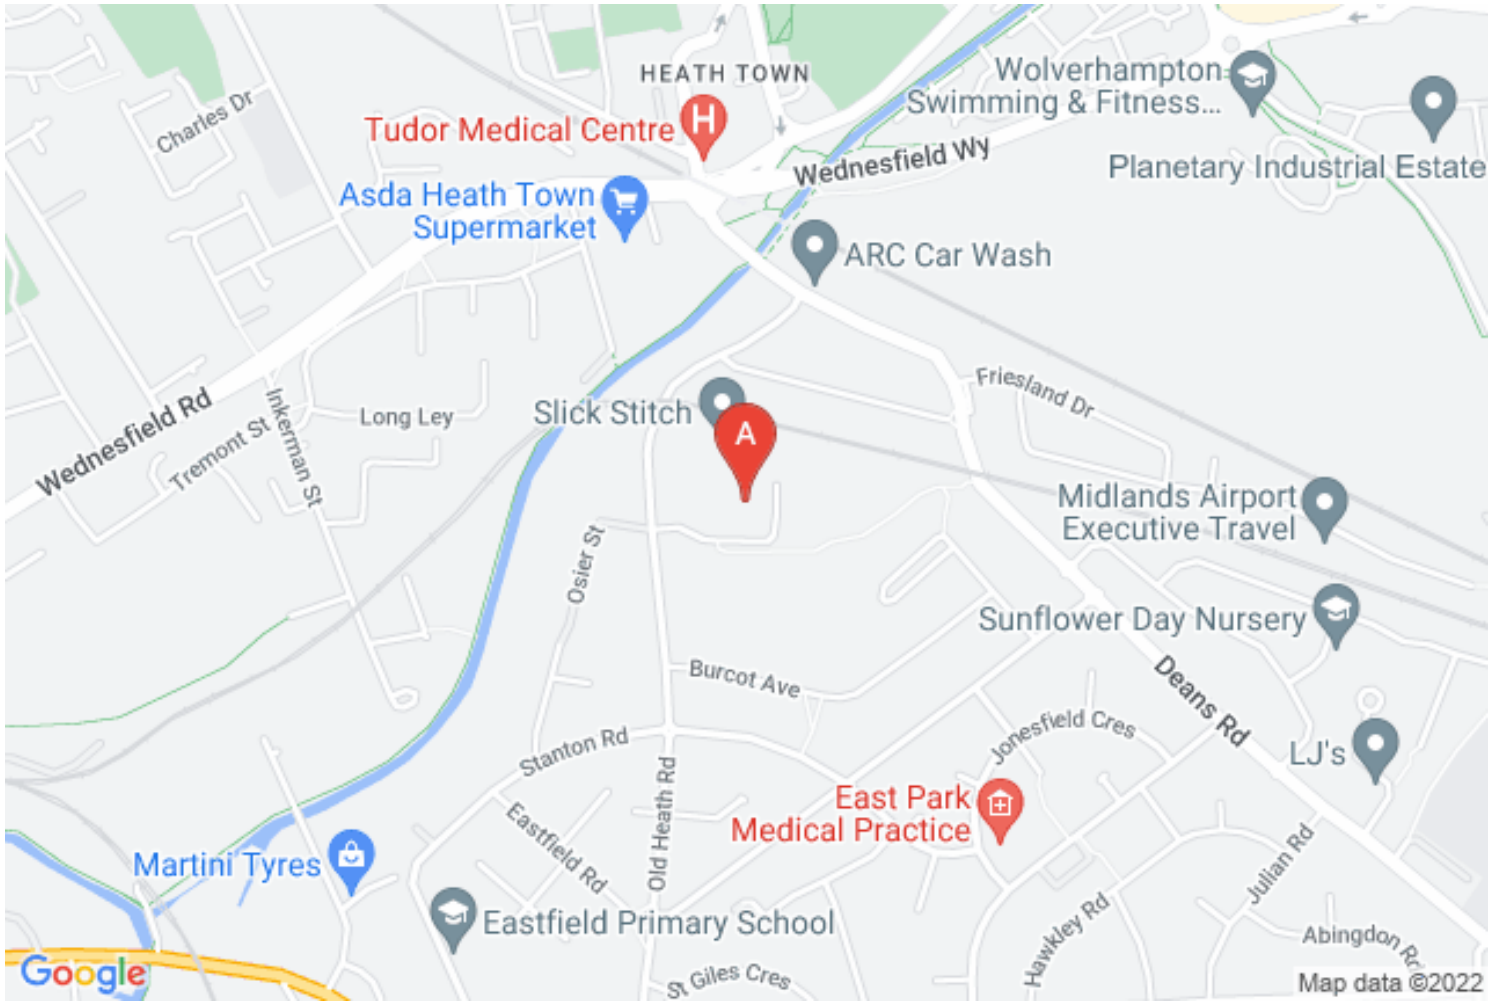 HEATH TOWN
Wolverhampton
Swimming & Fitness...
Charles Dr
Tudor Medical Centre
H
Wednesfield Wy
Planetary Industrial Estate
Asda Heath Town
Supermarket
ARC Car Wash
Friesland Dr
Wednesfield Rd
Inkerman St
Long Ley
Tremont St
Slick Stitch
A
Midlands Airport
Executive Travel
Osier St
Sunflower Day Nursery
Burcot Ave
Deans Rd
Stanton Rd
Jonesfield Cres
LJ's
Old Heath Rd
East Park
Medical Practice
Eastfield Rd
Martini Tyres
Julian Rd
Eastfield Primary School
Hawkley Rd
Abingdon Rd
St Giles Cres
Google
Map data ©2022